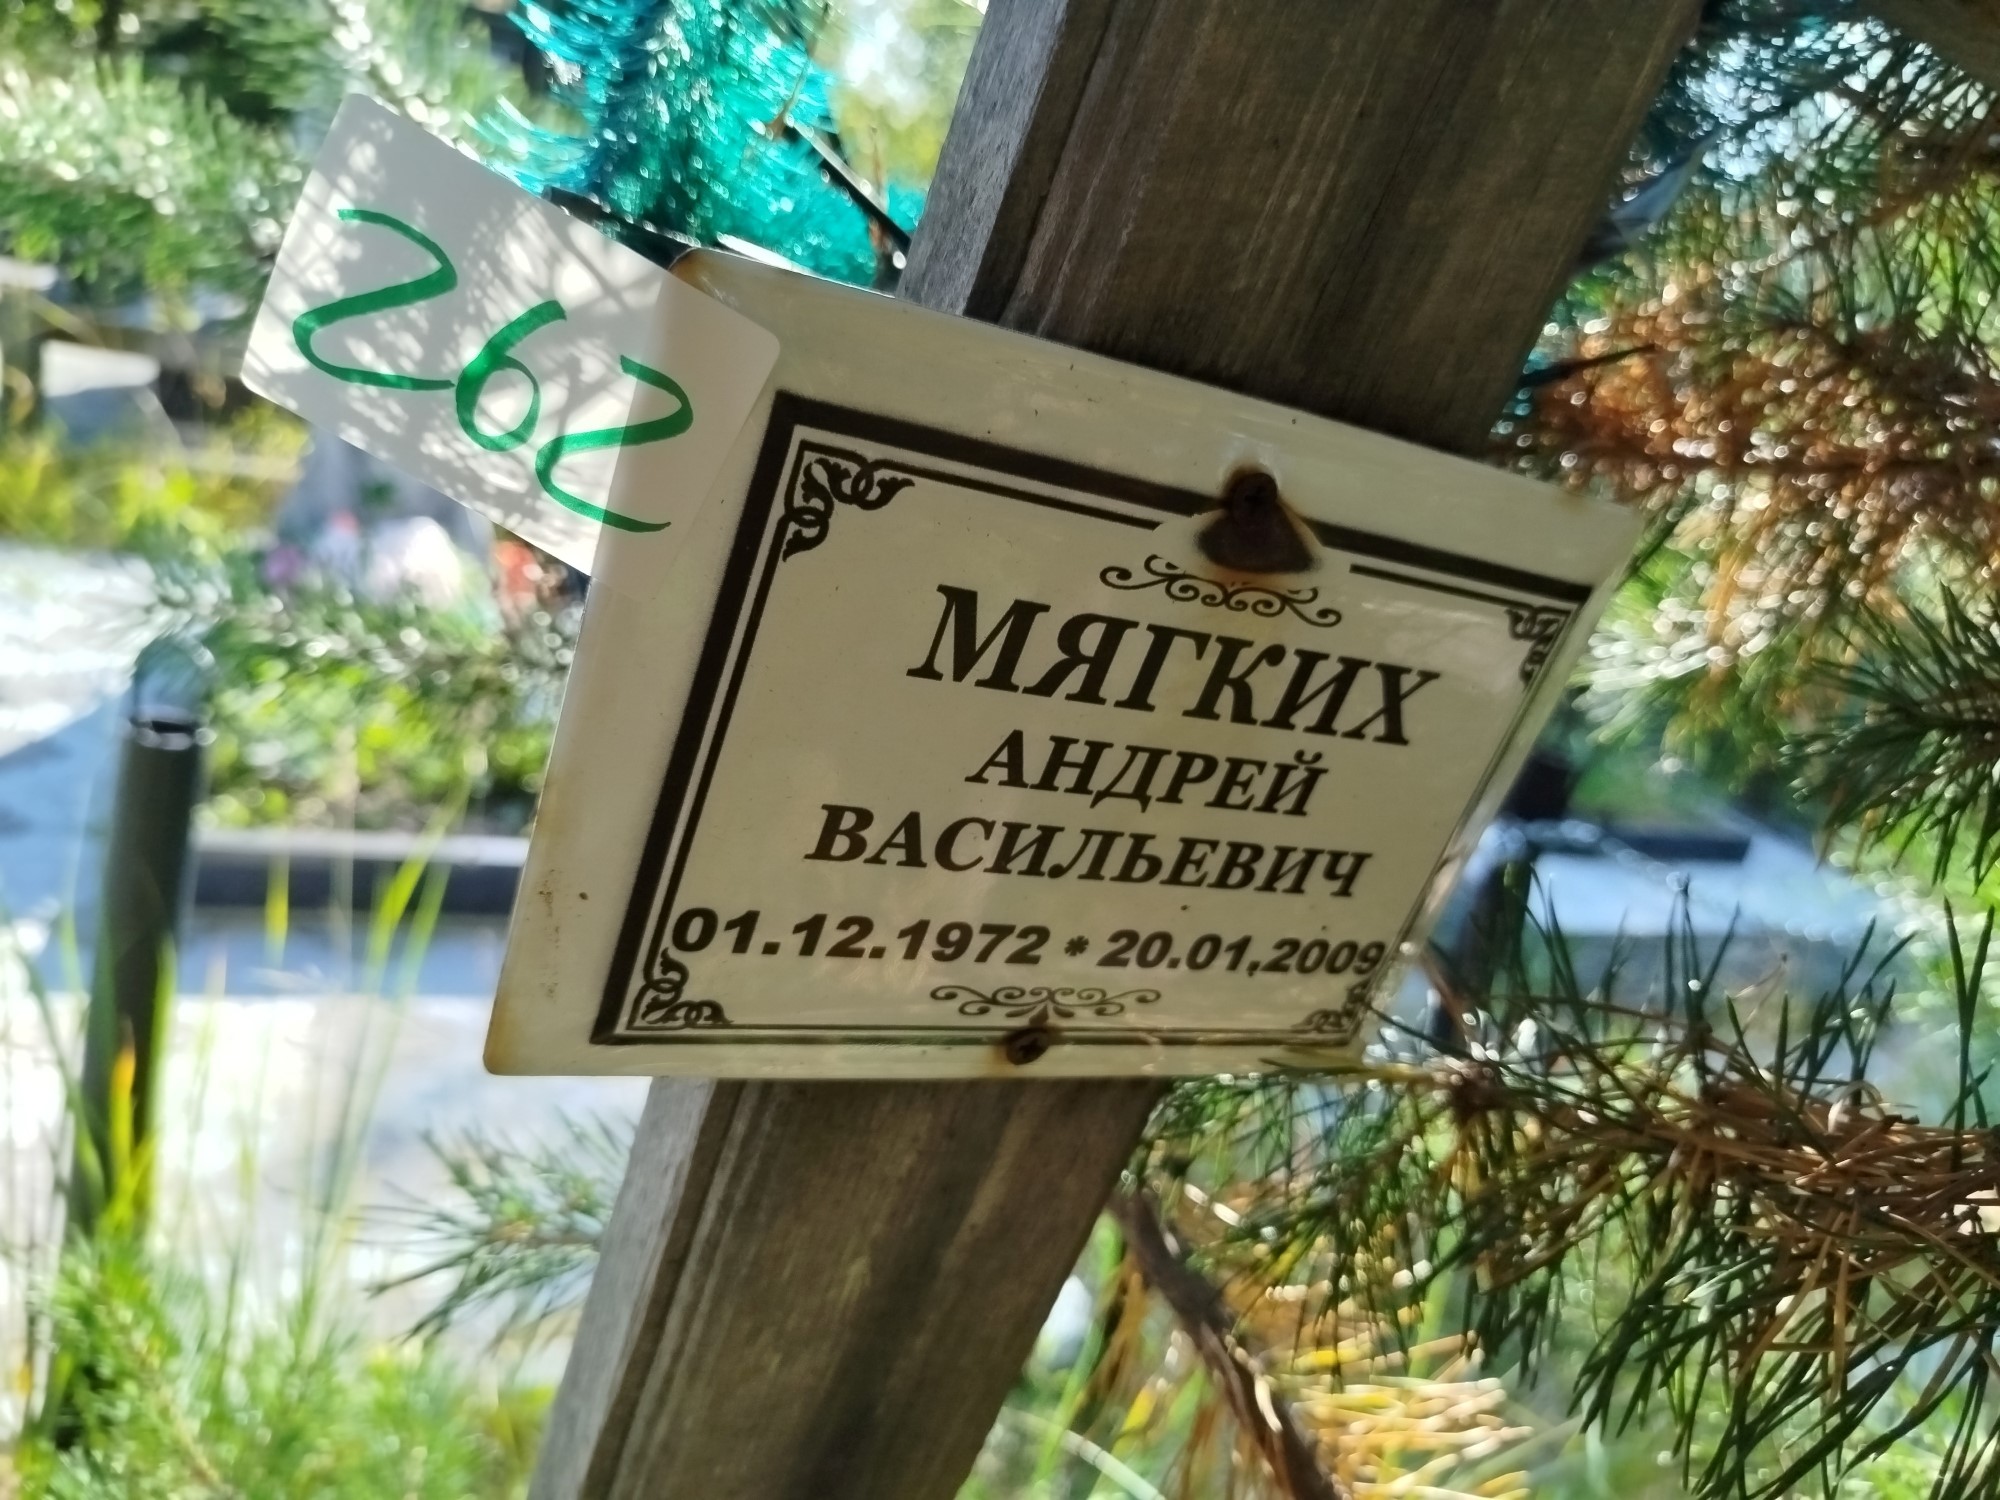 262
МЯГКИХ
АНДРЕЙ
ВАСИЛЬЕВИЧ
01.12.1972 * 20.01.2009